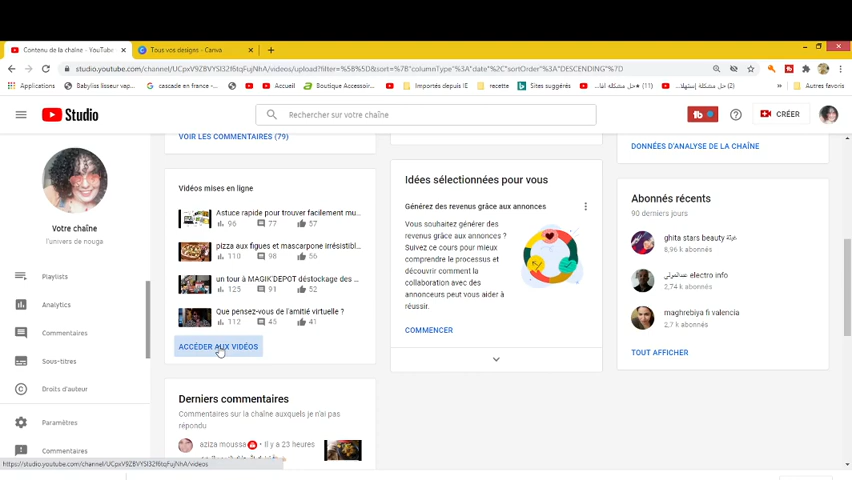 Contenu de la chaîne - YouTube
Tous vos designs - Canva
studio.youtube.com/channel/UCpxV9ZBVYSI32f6tqFujNhA/videos/upload?filter=%5B%5D&sort=%7B"columnType"%3A"date"%2C"sortOrder"%3A"DESCENDING"%7D
Applications
Babyliss lisseur vap...
cascade en france -...
Accueil
Boutique Accessoir...
Importés depuis IE
recette
Sites suggérés
Autres favoris
Studio
Rechercher sur votre chaîne
CRÉER
Votre chaîne
l'univers de nouga
Playlists
Analytics
Commentaires
Sous-titres
Droits d'auteur
Paramètres
Commentaires
VOIR LES COMMENTAIRES (79)
Vidéos mises en ligne
Astuce rapide pour trouver facilement mu...
96 77 57
pizza aux figues et mascarpone irrésistibl...
110 98 56
un tour à MAGIK'DEPOT déstockage des ...
125 91 52
Que pensez-vous de l'amitié virtuelle ?
112 45 41
ACCÉDER AUX VIDÉOS
Derniers commentaires
Commentaires sur la chaîne auxquels je n'ai pas
répondu
aziza moussa • Il y a 23 heures
Idées sélectionnées pour vous
Générez des revenus grâce aux annonces
Vous souhaitez générer des
revenus grâce aux annonces ?
Suivez ce cours pour mieux
comprendre le processus et
découvrir comment la
collaboration avec des
annonceurs peut vous aider à
réussir.
COMMENCER
DONNÉES D'ANALYSE DE LA CHAÎNE
Abonnés récents
90 derniers jours
ghita stars beauty
8,96 k abonnés
electro info
2,74 k abonnés
maghrebiya fi valencia
2,7 k abonnés
TOUT AFFICHER
https://studio.youtube.com/channel/UCpxV9ZBVYSI32f6tqFujNhA/videos